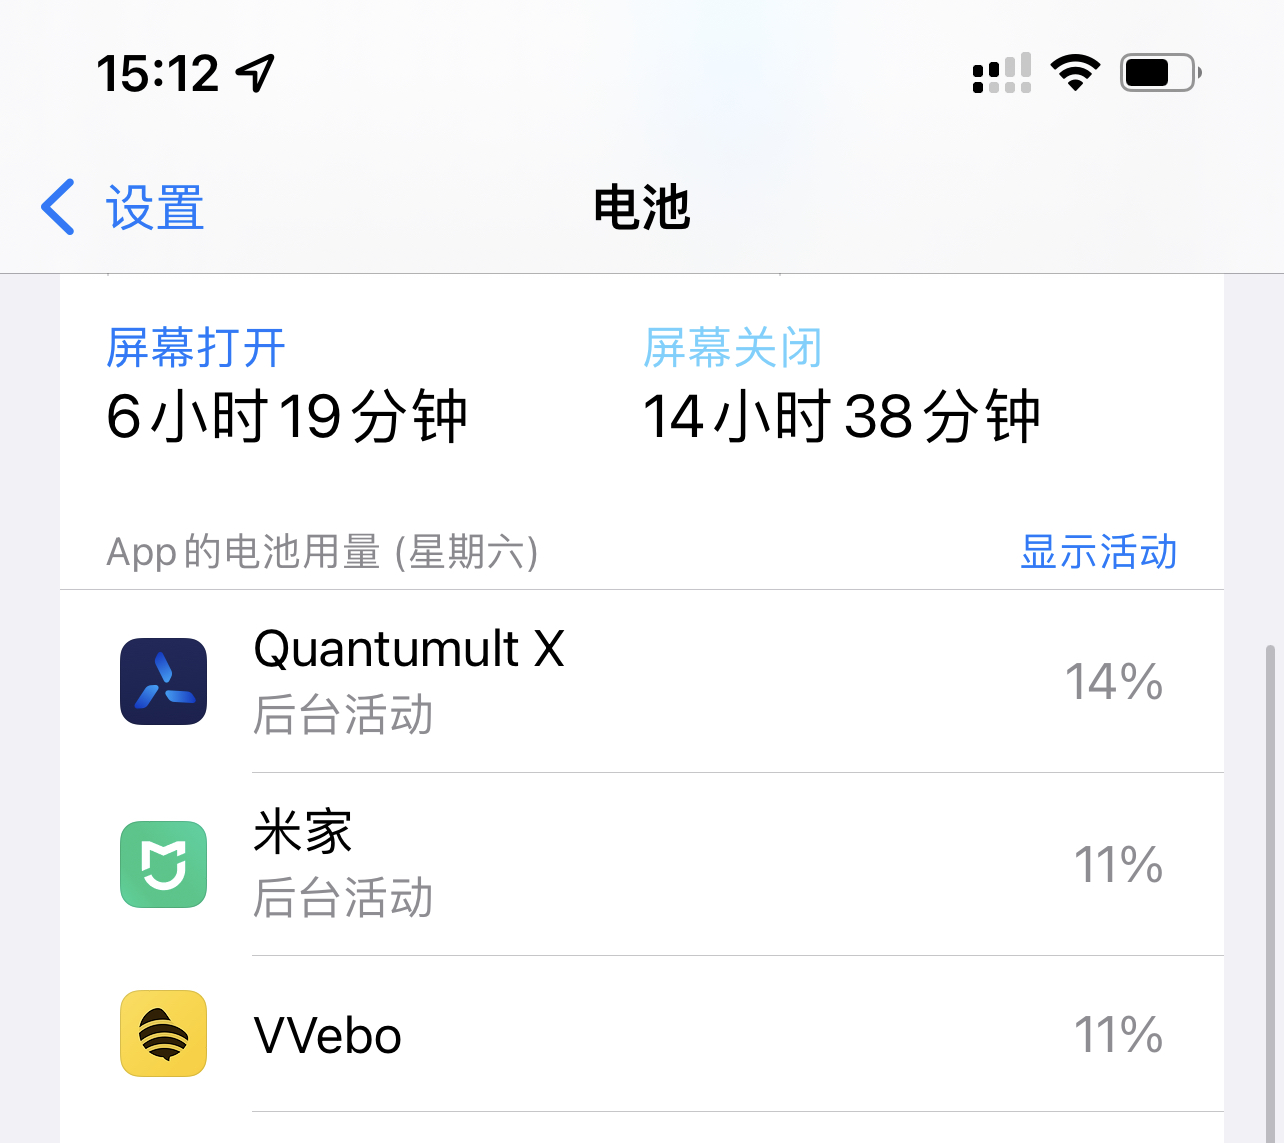 15:12
设置
电池
屏幕打开
屏幕关闭
6小时19分钟
14小时38分钟
App的电池用量 (星期六)
显示活动
Quantumult X
后台活动
14%
米家
后台活动
11%
VVebo
11%